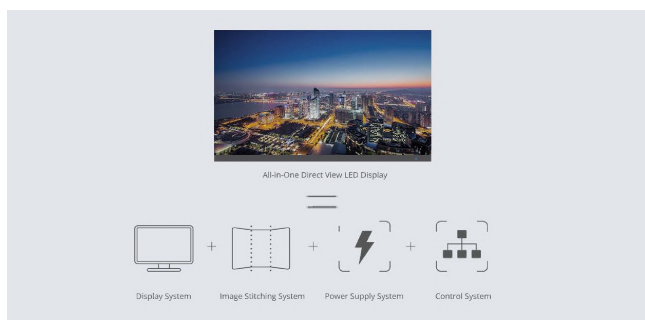 All-in-One Direct View LED Display
Display System
Image Stitching System
Power Supply System
Control System